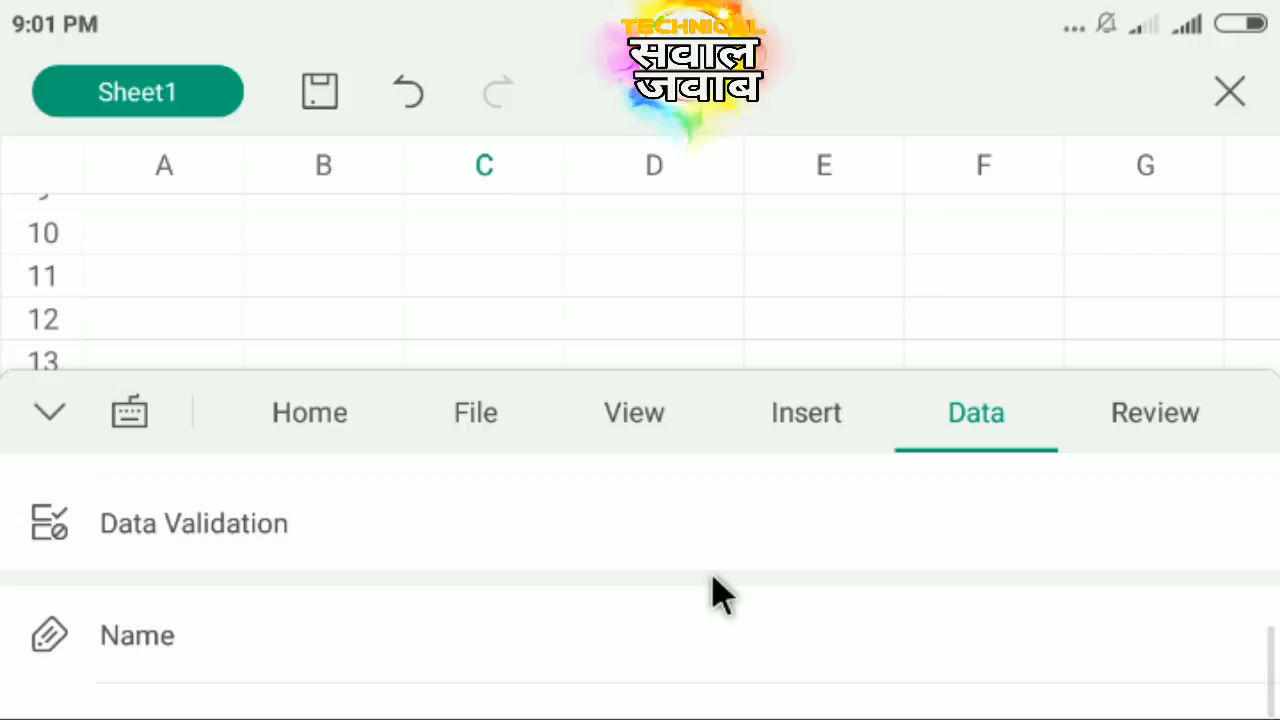 9:01 PM
TECHNICAL
सवाल
जवाब
Sheet1
A B C D E F G
10
11
12
13
Home File View Insert Data Review
Data Validation
Name